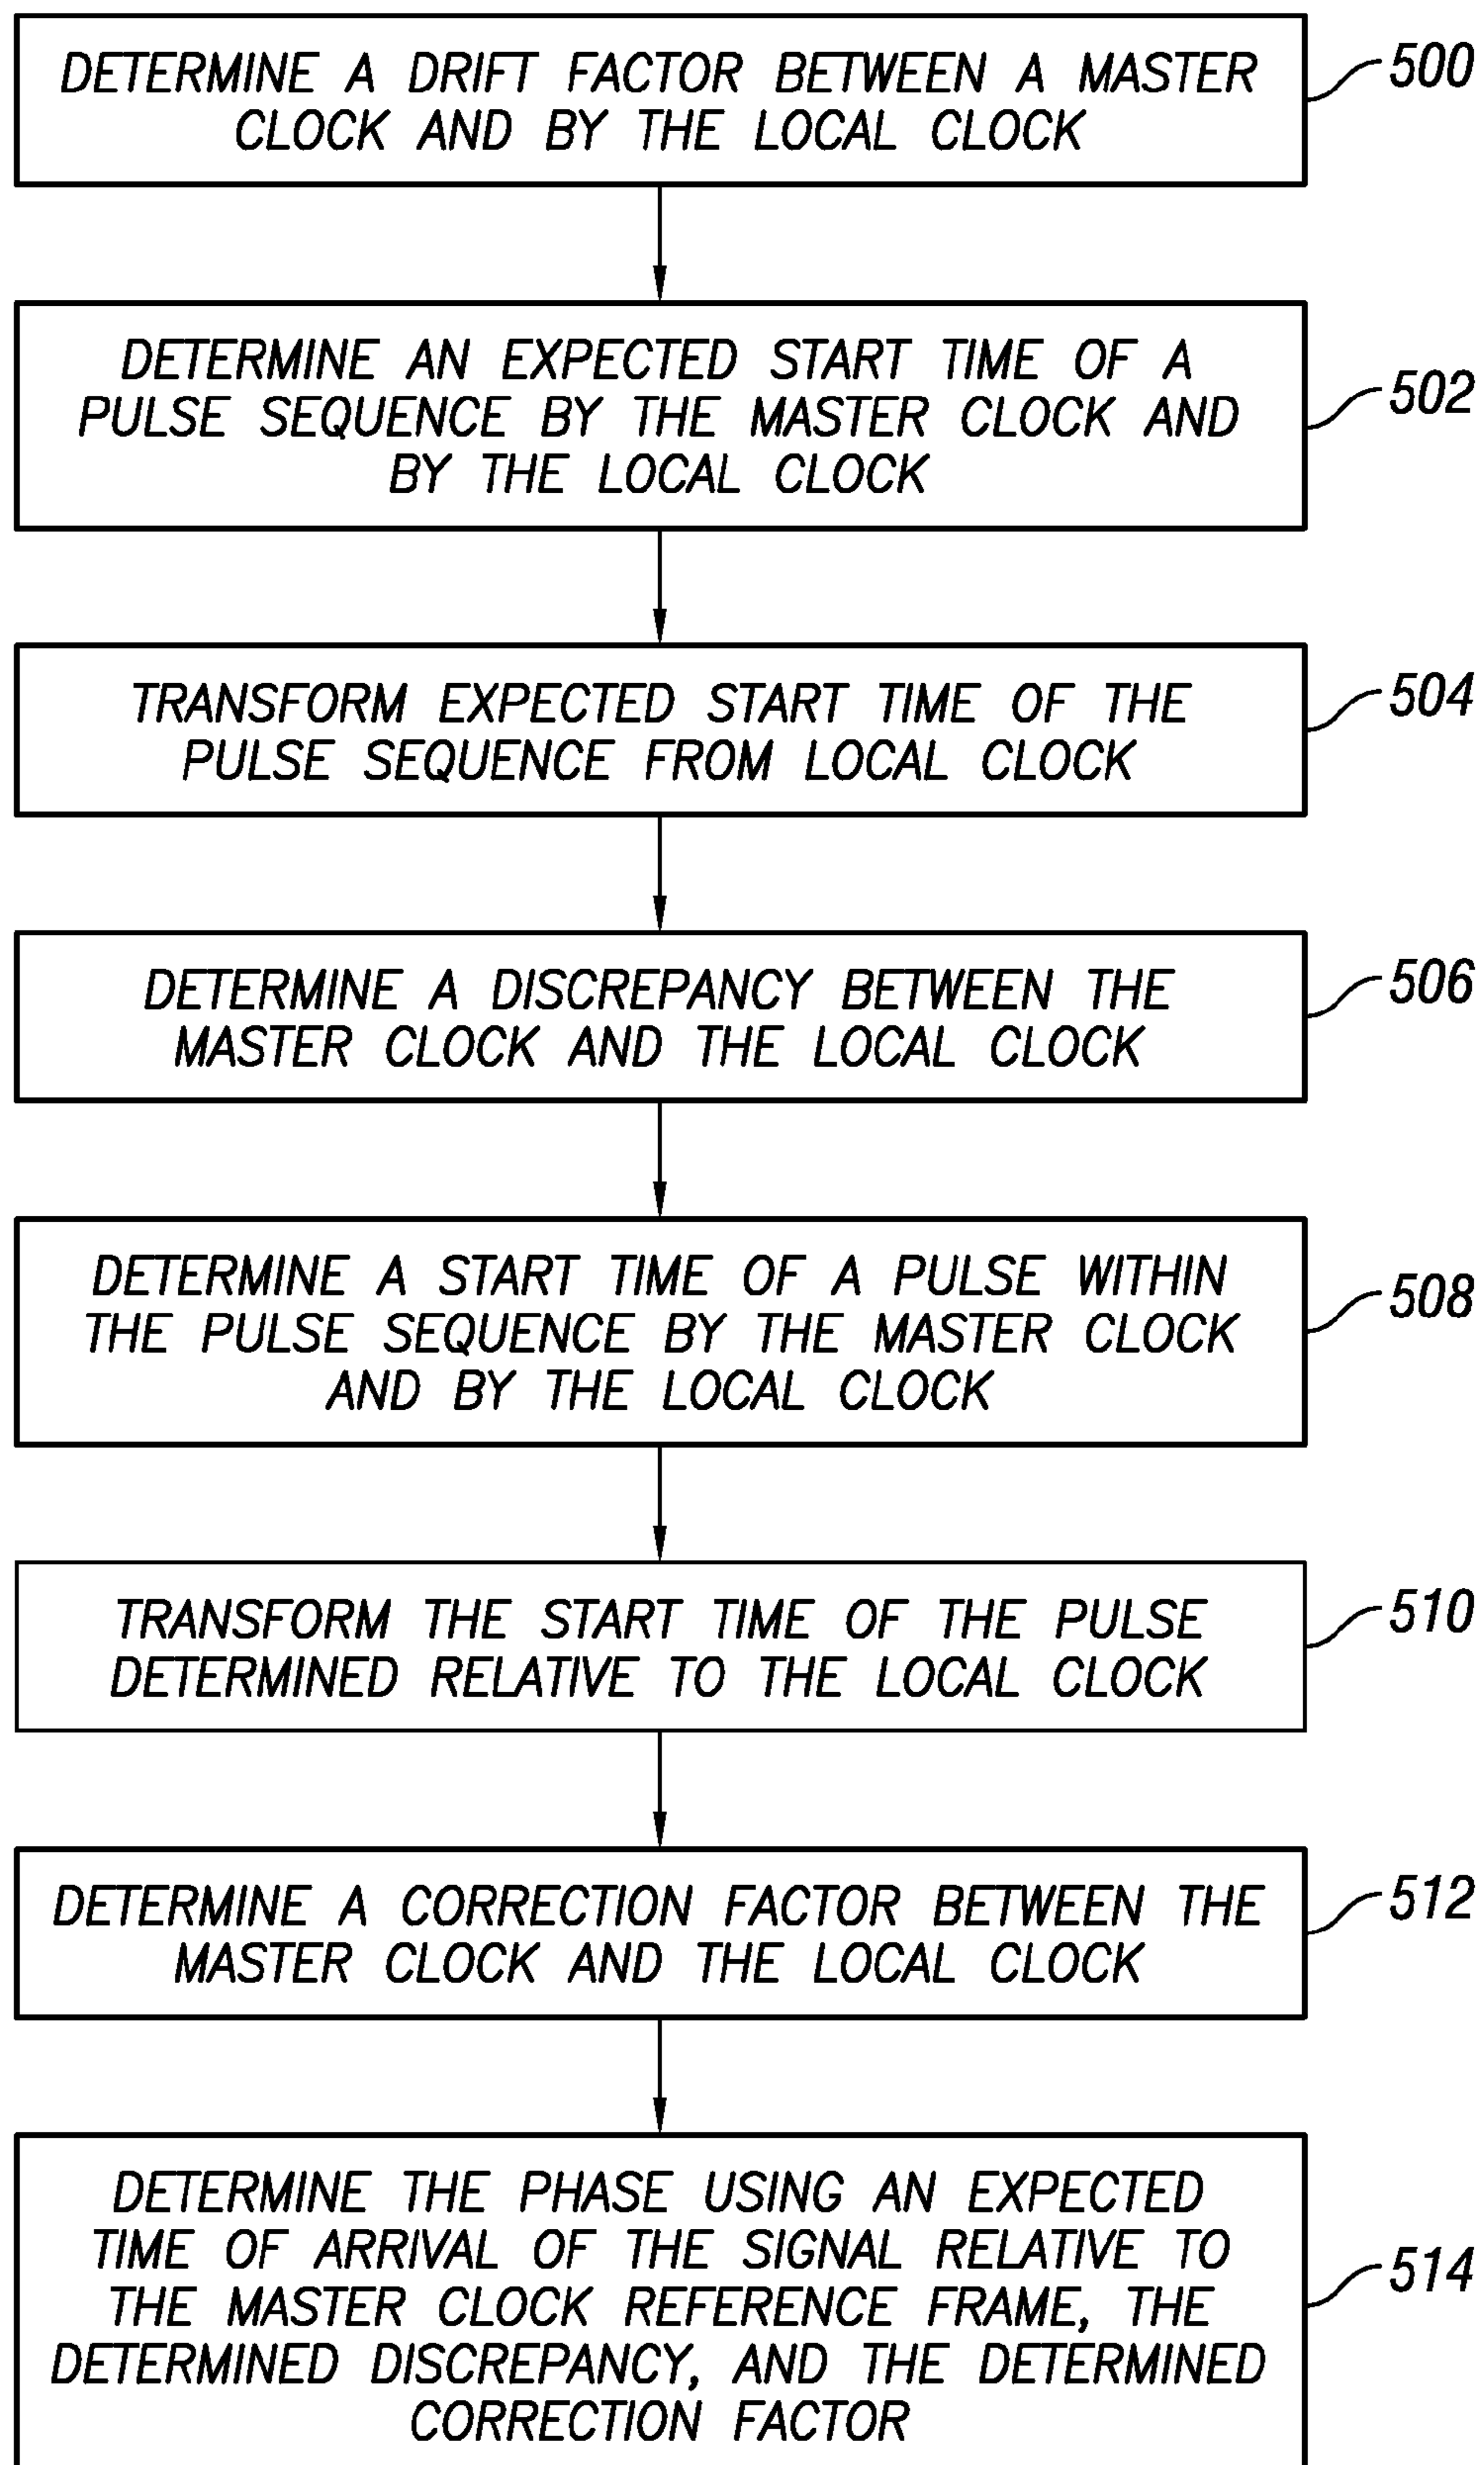 DETERMINE A DRIFT FACTOR BETWEEN A MASTER
CLOCK AND BY THE LOCAL CLOCK
500
DETERMINE AN EXPECTED START TIME OF A
PULSE SEQUENCE BY THE MASTER CLOCK AND
BY THE LOCAL CLOCK
502
TRANSFORM EXPECTED START TIME OF THE
PULSE SEQUENCE FROM LOCAL CLOCK
504
DETERMINE A DISCREPANCY BETWEEN THE
MASTER CLOCK AND THE LOCAL CLOCK
506
DETERMINE A START TIME OF A PULSE WITHIN
THE PULSE SEQUENCE BY THE MASTER CLOCK
AND BY THE LOCAL CLOCK
508
TRANSFORM THE START TIME OF THE PULSE
DETERMINED RELATIVE TO THE LOCAL CLOCK
510
DETERMINE A CORRECTION FACTOR BETWEEN THE
MASTER CLOCK AND THE LOCAL CLOCK
512
DETERMINE THE PHASE USING AN EXPECTED
TIME OF ARRIVAL OF THE SIGNAL RELATIVE TO
THE MASTER CLOCK REFERENCE FRAME, THE
DETERMINED DISCREPANCY, AND THE DETERMINED
CORRECTION FACTOR
514